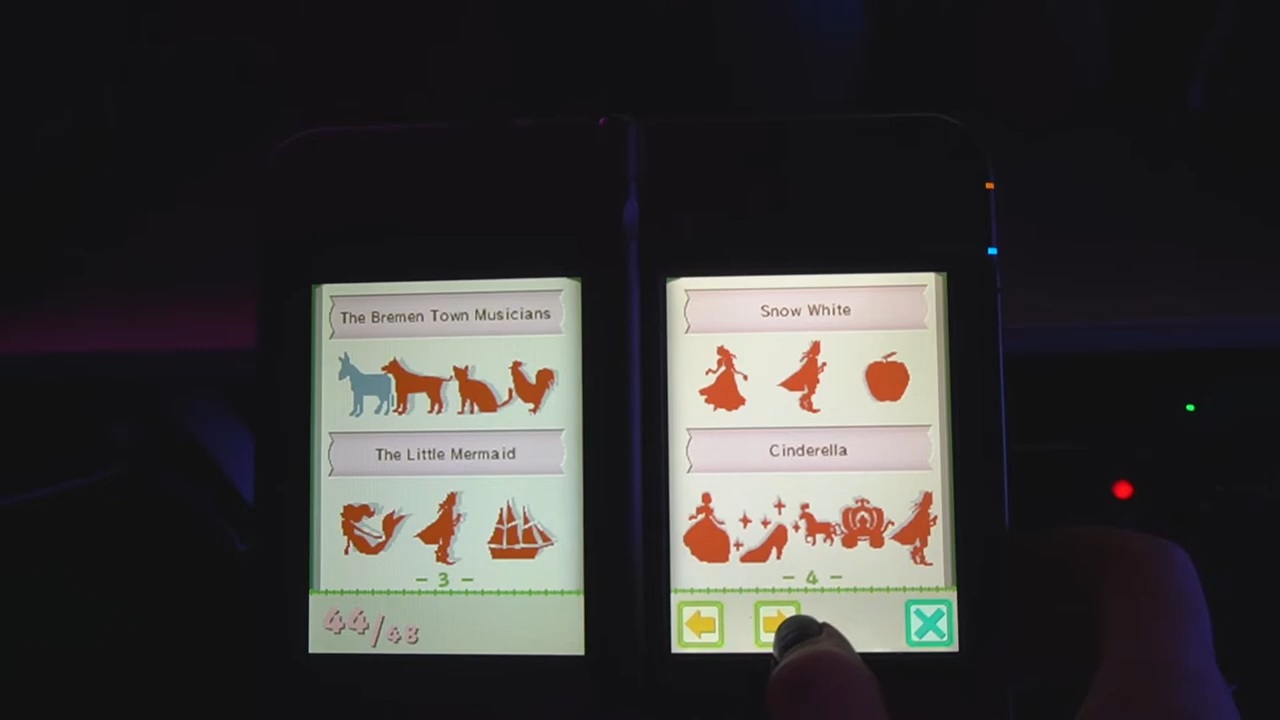 The Bremen Town Musicians
The Little Mermaid
- 3 -
44/48
Snow White
Cinderella
- 4 -